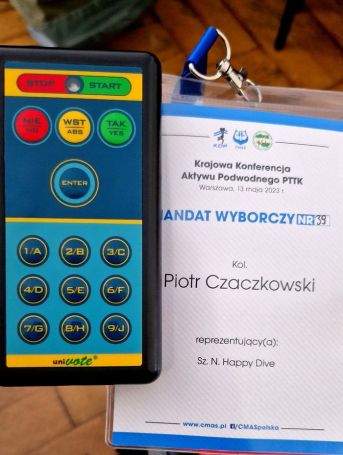 STOP START
NIE/NO WST/ABS TAK/YES
ENTER
1/A 2/B 3/C
4/D 5/E 6/F
7/G 8/H 9/J
univote
KDP
Krajowa Konferencja
Aktywu Podwodnego PTTK
Warszawa, 13 maja 2023 r.
MANDAT WYBORCZY NR 39
Kol.
Piotr Czaczkowski
reprezentujący(a):
Sz. N. Happy Dive
www.cmas.pl /CMASpolska